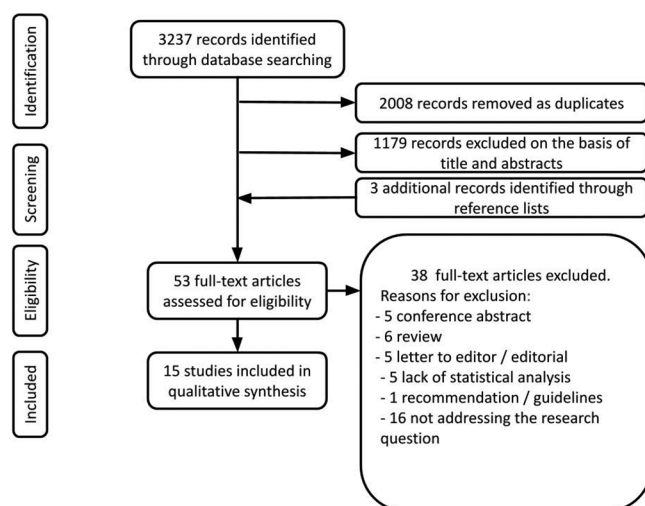 Identification
3237 records identified
through database searching
2008 records removed as duplicates
1179 records excluded on the basis of
title and abstracts
Screening
3 additional records identified through
reference lists
Eligibility
53 full-text articles
assessed for eligibility
38 full-text articles excluded.
Reasons for exclusion:
- 5 conference abstract
- 6 review
- 5 letter to editor / editorial
- 5 lack of statistical analysis
- 1 recommendation / guidelines
- 16 not addressing the research
question
Included
15 studies included in
qualitative synthesis